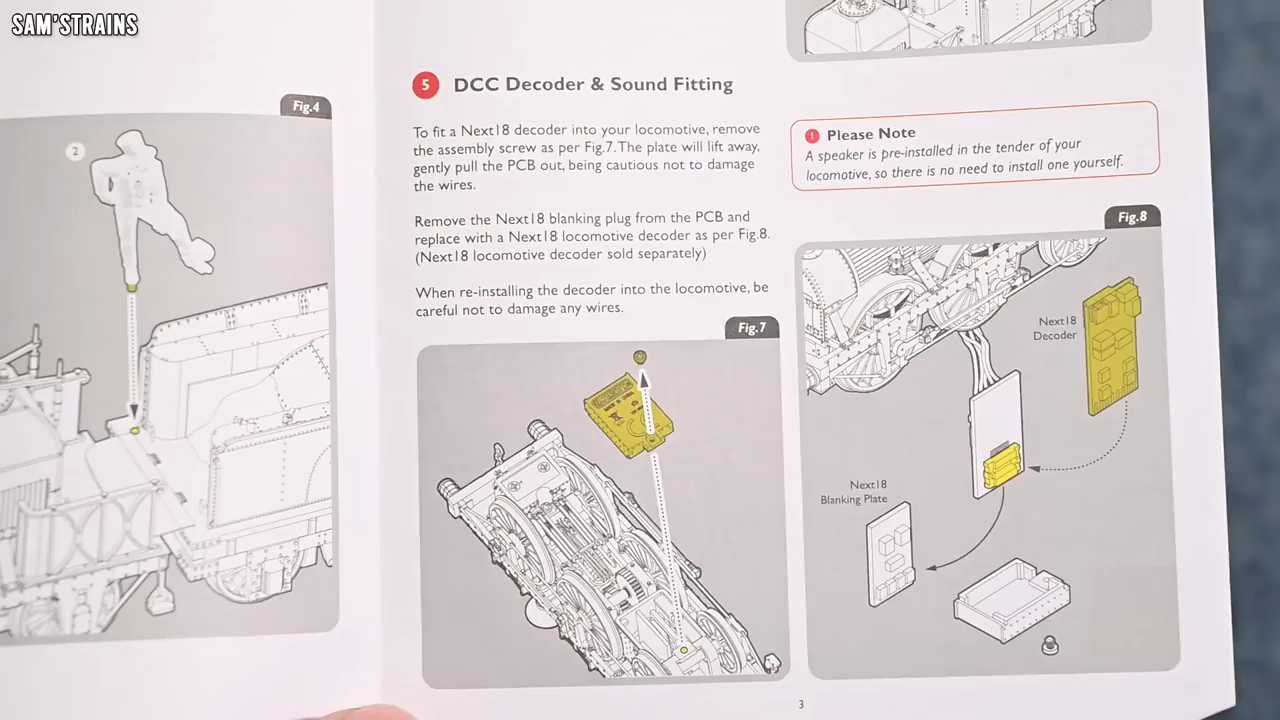 SAM'STRAINS
Fig.4
2
5 DCC Decoder & Sound Fitting
To fit a Next18 decoder into your locomotive, remove
the assembly screw as per Fig.7. The plate will lift away,
gently pull the PCB out, being cautious not to damage
the wires.
Remove the Next18 blanking plug from the PCB and
replace with a Next18 locomotive decoder as per Fig.8.
(Next18 locomotive decoder sold separately)
When re-installing the decoder into the locomotive, be
careful not to damage any wires.
Fig.7
! Please Note
A speaker is pre-installed in the tender of your
locomotive, so there is no need to install one yourself.
Fig.8
Next18
Decoder
Next18
Blanking Plate
3